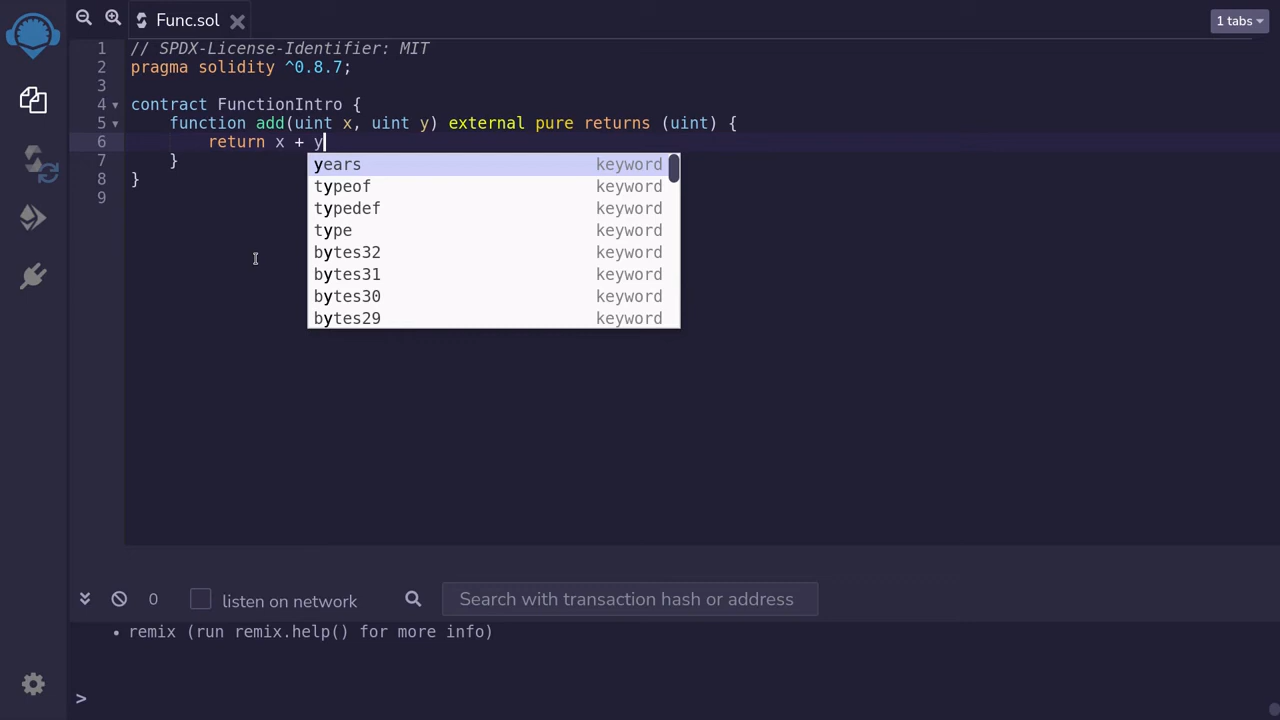 Func.sol
1 tabs
1 // SPDX-License-Identifier: MIT
2 pragma solidity ^0.8.7;
3
4 contract FunctionIntro {
5 function add(uint x, uint y) external pure returns (uint) {
6 return x + y
7 }
8 }
9
years keyword
typeof keyword
typedef keyword
type keyword
bytes32 keyword
bytes31 keyword
bytes30 keyword
bytes29 keyword
0 listen on network Search with transaction hash or address
• remix (run remix.help() for more info)
>